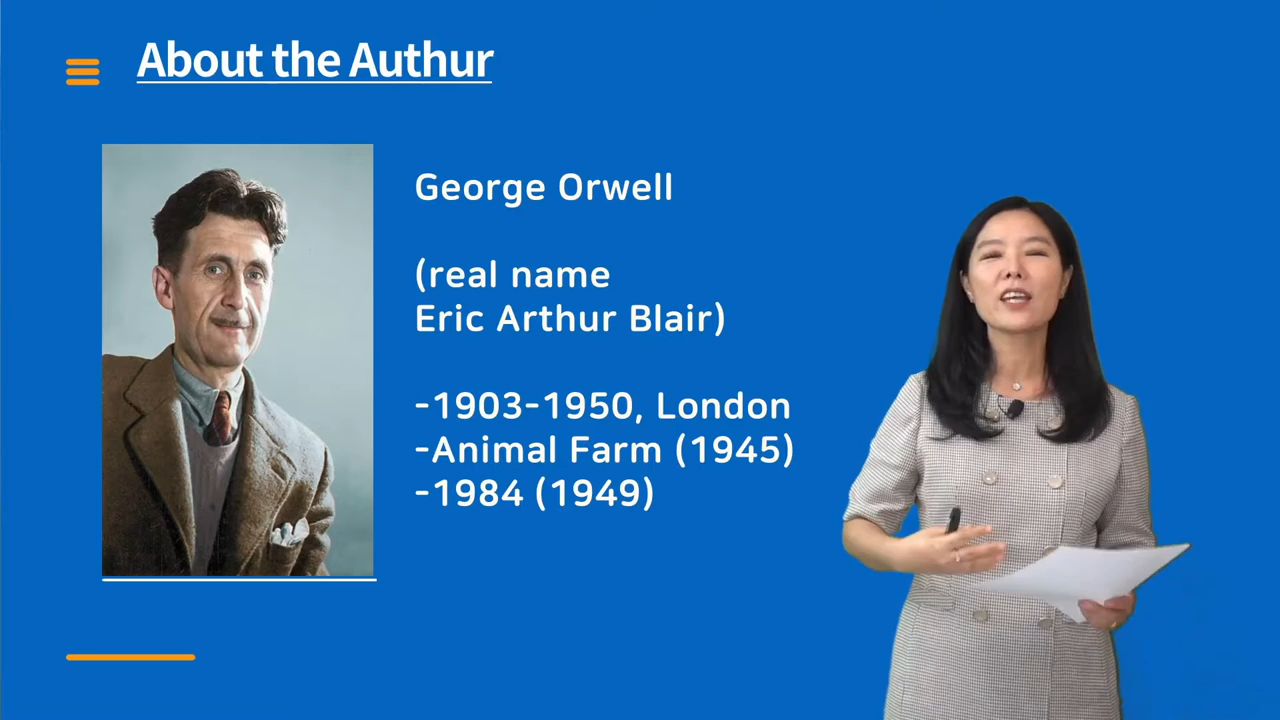 About the Authur
George Orwell
(real name
Eric Arthur Blair)
-1903-1950, London
-Animal Farm (1945)
-1984 (1949)